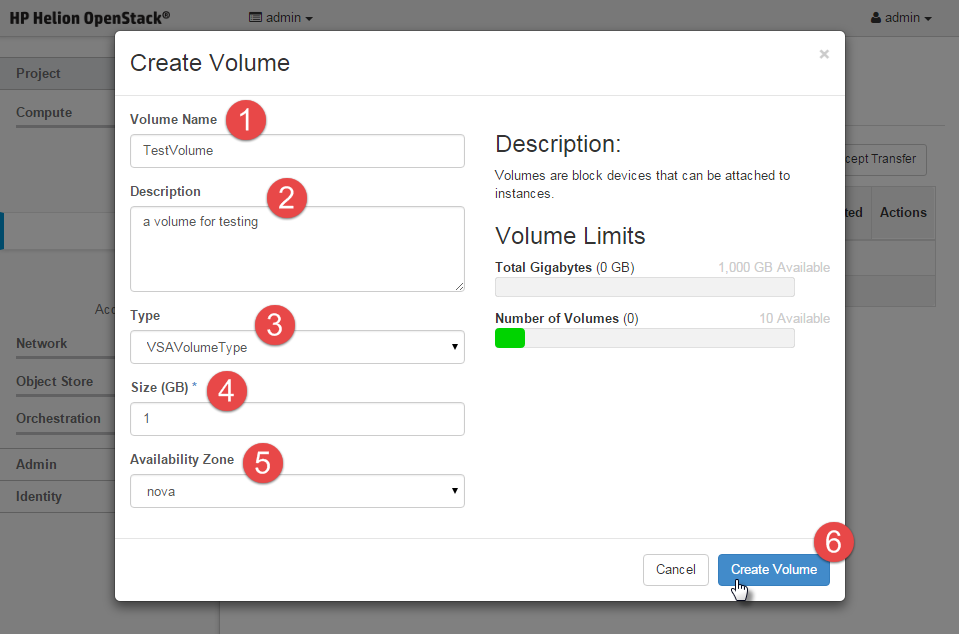 HP Helion OpenStack®
admin
admin
Project
Compute
Network
Object Store
Orchestration
Admin
Identity
cept Transfer
ted
Actions
Create Volume
×
Volume Name
1
TestVolume
Description
2
a volume for testing
Type
3
VSAVolumeType
Size (GB) *
4
1
Availability Zone
5
nova
Description:
Volumes are block devices that can be attached to
instances.
Volume Limits
Total Gigabytes (0 GB)
1,000 GB Available
Number of Volumes (0)
10 Available
6
Cancel
Create Volume